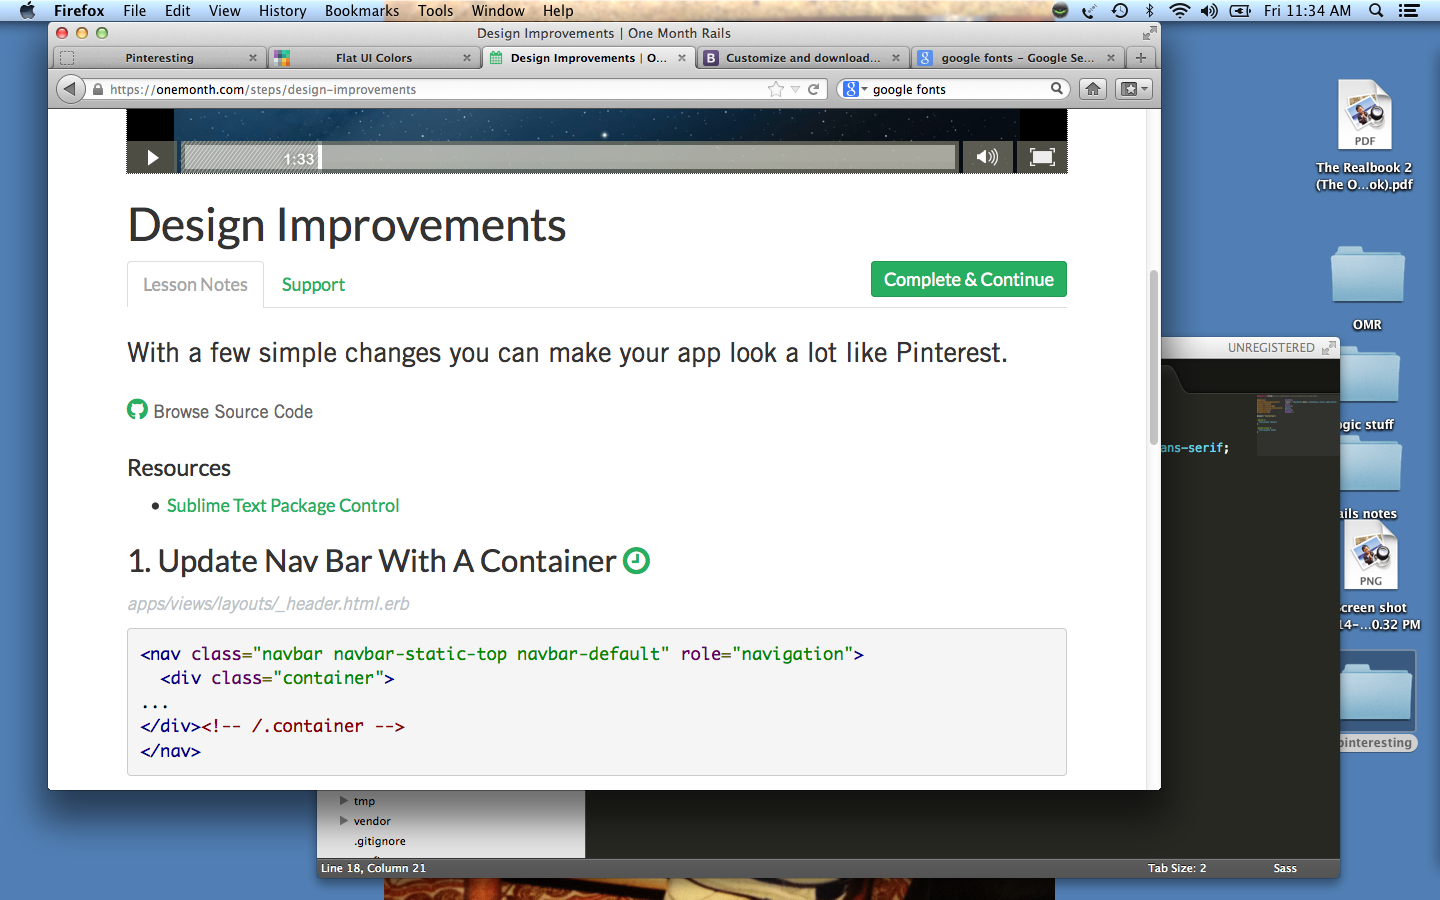 Firefox File Edit View History Bookmarks Tools Window Help Fri 11:34 AM
Design Improvements | One Month Rails
Pinteresting Flat UI Colors Design Improvements | O... Customize and download... google fonts - Google Se...
https://onemonth.com/steps/design-improvements google fonts
1:33
Design Improvements
Lesson Notes Support Complete & Continue
With a few simple changes you can make your app look a lot like Pinterest.
Browse Source Code
Resources
Sublime Text Package Control
1. Update Nav Bar With A Container
apps/views/layouts/_header.html.erb
<nav class="navbar navbar-static-top navbar-default" role="navigation">
<div class="container">
...
</div><!-- /.container -->
</nav>
PDF
The Realbook 2
(The O...ok).pdf
OMR
UNREGISTERED
ogic stuff
ans-serif;
ails notes
PNG
creen shot
14-...0.32 PM
pinteresting
tmp
vendor
.gitignore
Line 18, Column 21 Tab Size: 2 Sass